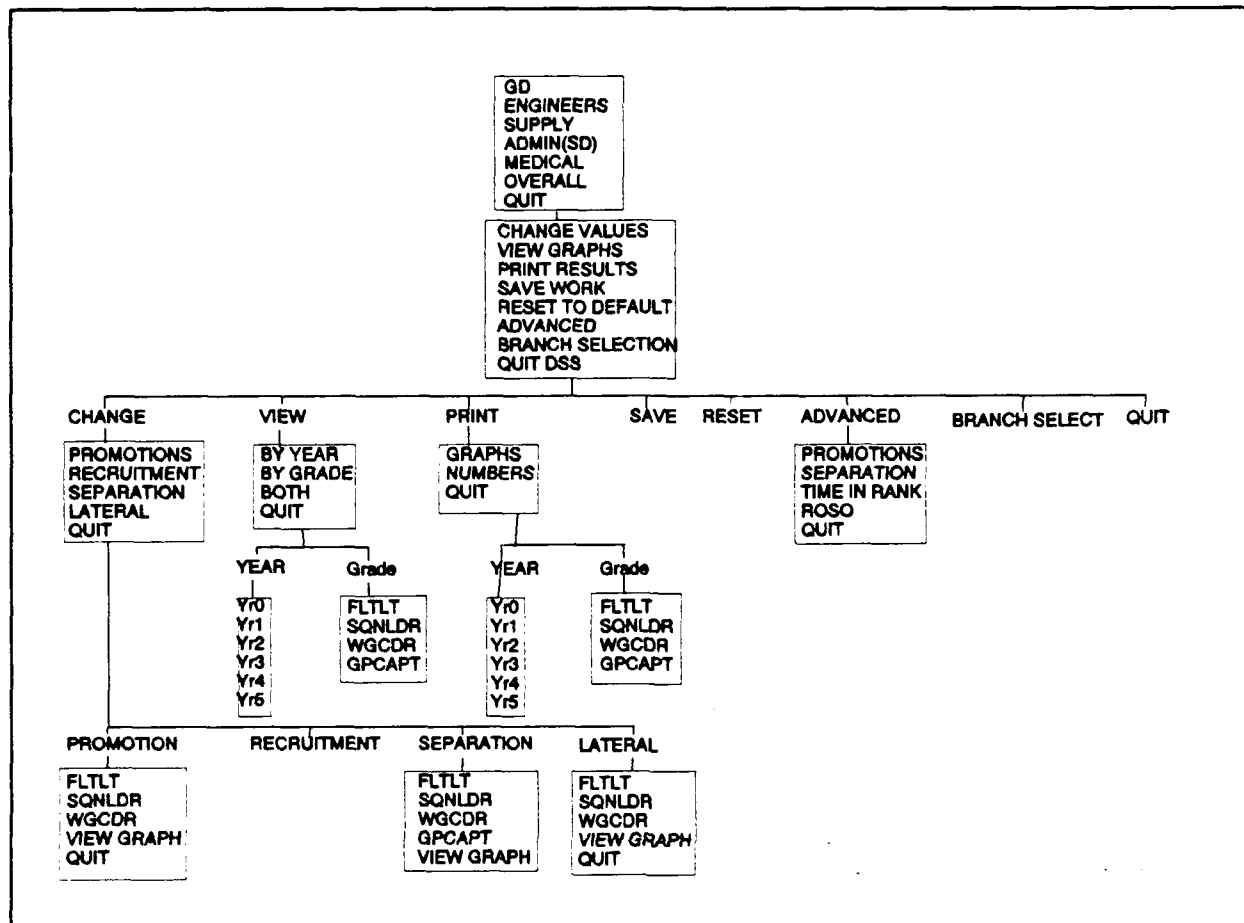 GD
ENGINEERS
SUPPLY
ADMIN(SD)
MEDICAL
OVERALL
QUIT
CHANGE VALUES
VIEW GRAPHS
PRINT RESULTS
SAVE WORK
RESET TO DEFAULT
ADVANCED
BRANCH SELECTION
QUIT DSS
CHANGE
VIEW
PRINT
SAVE
RESET
ADVANCED
BRANCH SELECT
QUIT
PROMOTIONS
RECRUITMENT
SEPARATION
LATERAL
QUIT
BY YEAR
BY GRADE
BOTH
QUIT
GRAPHS
NUMBERS
QUIT
PROMOTIONS
SEPARATION
TIME IN RANK
ROSO
QUIT
YEAR
Grade
YEAR
Grade
Yr0
Yr1
Yr2
Yr3
Yr4
Yr5
FLTLT
SQNLDR
WGCDR
GPCAPT
Yr0
Yr1
Yr2
Yr3
Yr4
Yr5
FLTLT
SQNLDR
WGCDR
GPCAPT
PROMOTION
RECRUITMENT
SEPARATION
LATERAL
FLTLT
SQNLDR
WGCDR
VIEW GRAPH
QUIT
FLTLT
SQNLDR
WGCDR
GPCAPT
VIEW GRAPH
FLTLT
SQNLDR
WGCDR
VIEW GRAPH
QUIT